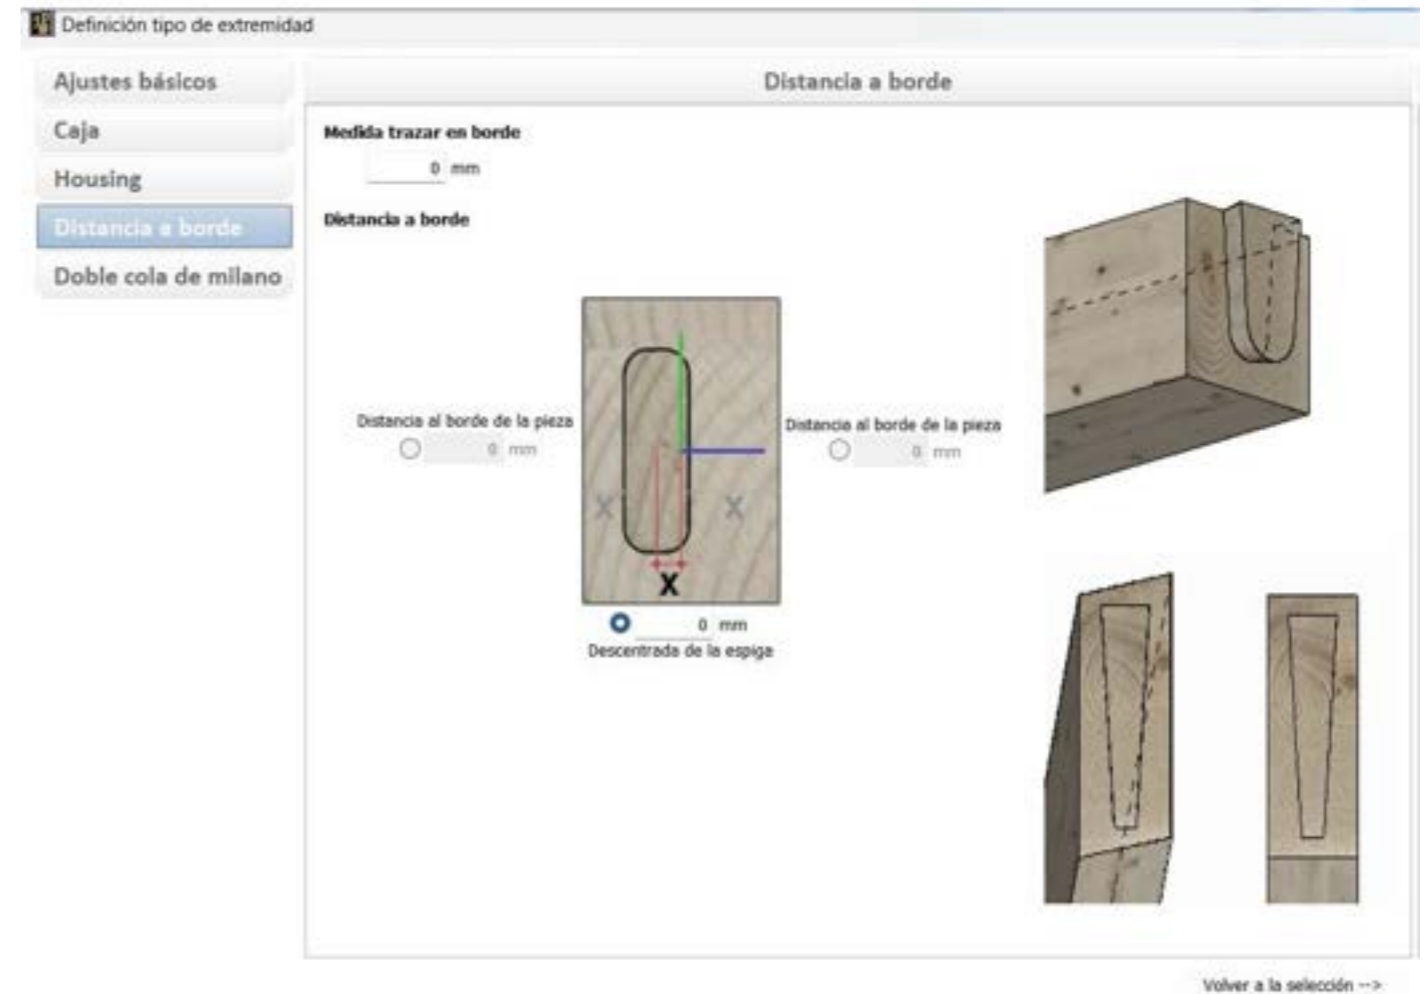 Definición tipo de extremidad
Ajustes básicos
Caja
Housing
Distancia a borde
Doble cola de milano
Distancia a borde
Medida trazar en borde
0 mm
Distancia a borde
Distancia al borde de la pieza
0 mm
Distancia al borde de la pieza
0 mm
X
X
X
0 mm
Descentrada de la espiga
Volver a la selección -->